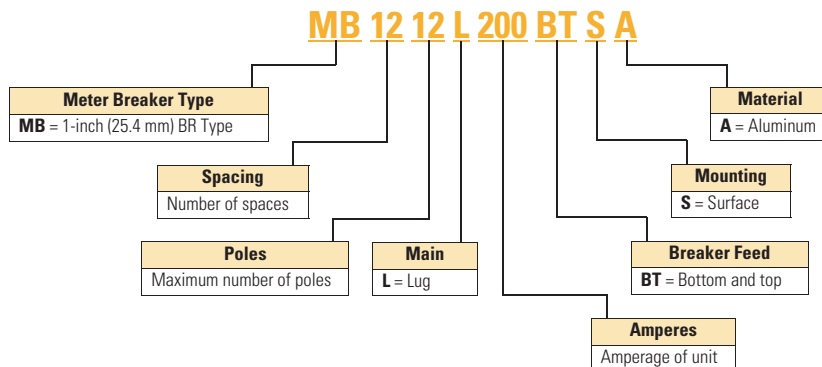 MB 12 12 L 200 BT S A
Meter Breaker Type
MB = 1-inch (25.4 mm) BR Type
Material
A = Aluminum
Spacing
Number of spaces
Mounting
S = Surface
Poles
Maximum number of poles
Main
L = Lug
Breaker Feed
BT = Bottom and top
Amperes
Amperage of unit